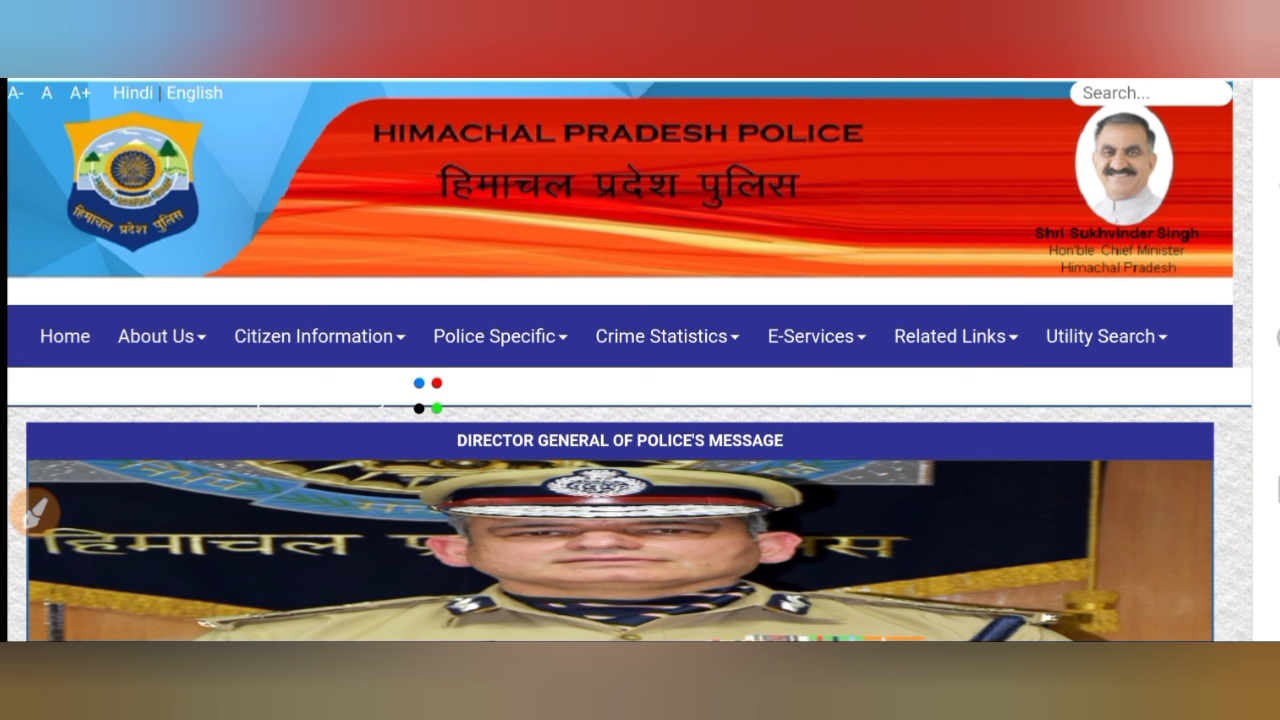 A- A A+ Hindi | English
Search...
HIMACHAL PRADESH POLICE
हिमाचल प्रदेश पुलिस
हिमाचल प्रदेश पुलिस
Shri Sukhvinder Singh
Hon'ble Chief Minister
Himachal Pradesh
Home About Us Citizen Information Police Specific Crime Statistics E-Services Related Links Utility Search
DIRECTOR GENERAL OF POLICE'S MESSAGE
हिमाचल